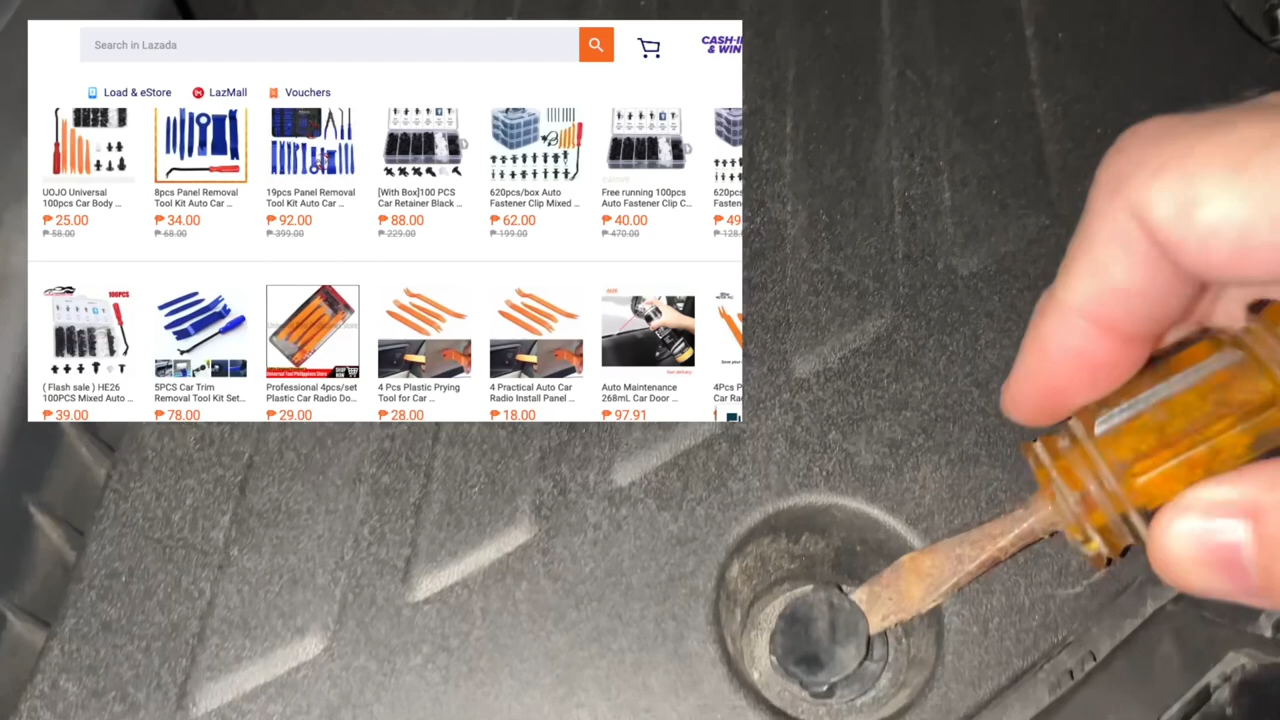 Search in Lazada
CASH-I
& WIN
Load & eStore
LazMall
Vouchers
UOJO Universal
100pcs Car Body ...
₱ 25.00
₱ 58.00
8pcs Panel Removal
Tool Kit Auto Car ...
₱ 34.00
₱ 68.00
19pcs Panel Removal
Tool Kit Auto Car ...
₱ 92.00
₱ 399.00
[With Box]100 PCS
Car Retainer Black ...
₱ 88.00
₱ 229.00
620pcs/box Auto
Fastener Clip Mixed ...
₱ 62.00
₱ 199.00
Free running 100pcs
Auto Fastener Clip C...
₱ 40.00
₱ 470.00
620pc
Fasten
₱ 49
₱ 128.
100PCS
( Flash sale ) HE26
100PCS Mixed Auto ...
₱ 39.00
5PCS Car Trim
Removal Tool Kit Set...
₱ 78.00
SHOP NOW
Professional 4pcs/set
Plastic Car Radio Do...
₱ 29.00
4 Pcs Plastic Prying
Tool for Car ...
₱ 28.00
4 Practical Auto Car
Radio Install Panel ...
₱ 18.00
Auto Maintenance
268mL Car Door ...
₱ 97.91
4Pcs P
Car Ra